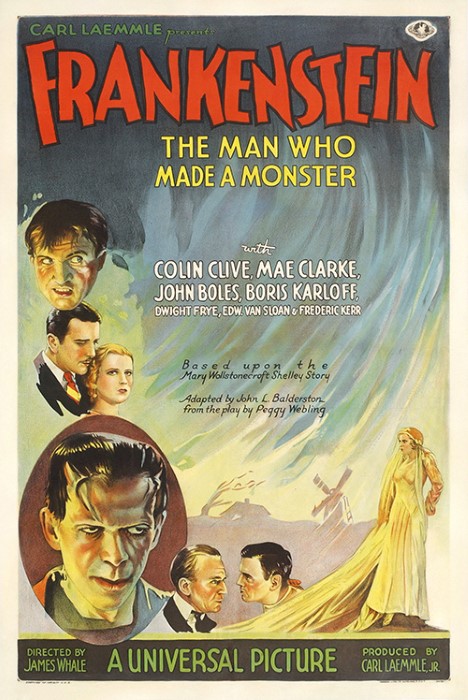 CARL LAEMMLE presents
FRANKENSTEIN
THE MAN WHO
MADE A MONSTER
with
COLIN CLIVE, MAE CLARKE,
JOHN BOLES, BORIS KARLOFF,
DWIGHT FRYE, EDW. VAN SLOAN & FREDERIC KERR
Based upon the
Mary Wollstonecroft Shelley Story
Adapted by John L. Balderston
from the play by Peggy Webling
DIRECTED BY
JAMES WHALE
A UNIVERSAL PICTURE
PRODUCED BY
CARL LAEMMLE, JR.